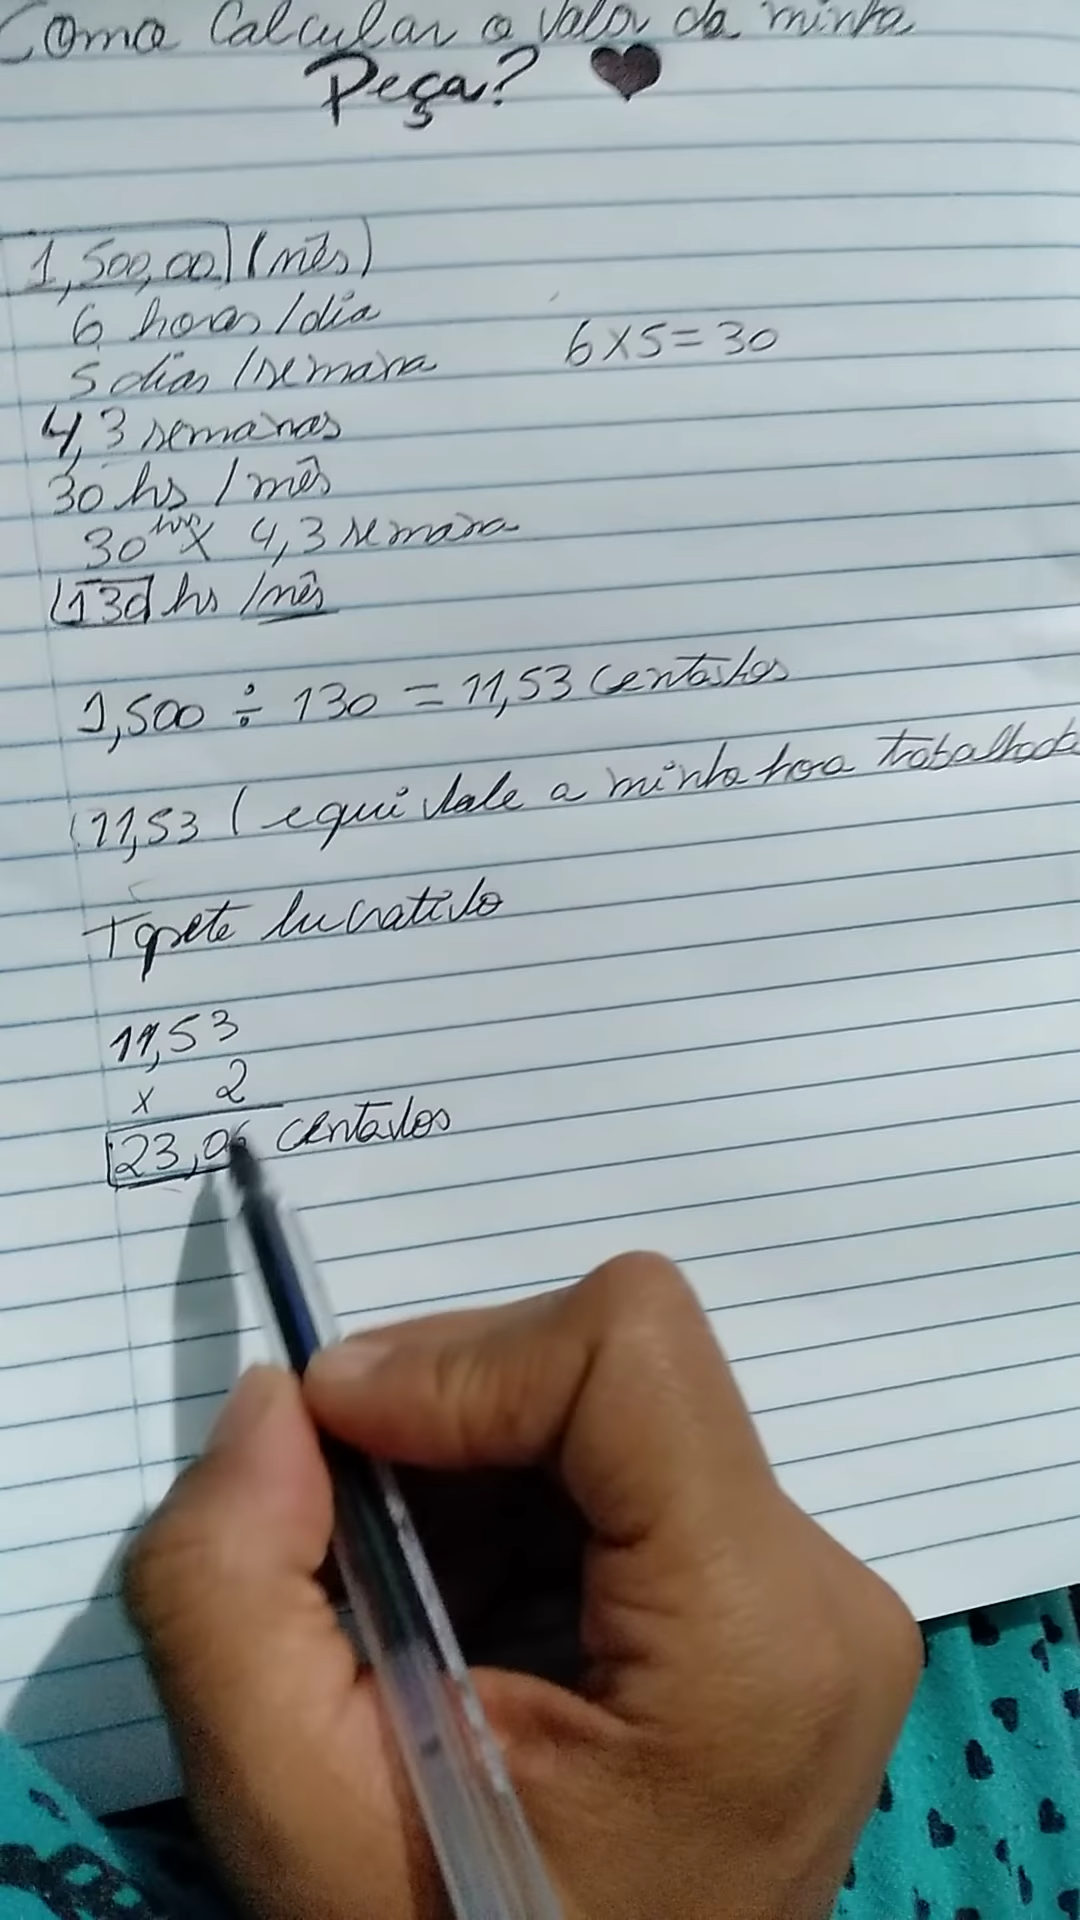 Como Calcular o valor da minha
Peça?
1,500,00 (mês)
6 horas/dia
5 dias/semana
6x5=30
4,3 semanas
30 hs /mês
30 hrs x 4,3 semana
130 hs /mês
1,500 ÷ 130 = 11,53 centavos
11,53 ( equivale a minha hora trabalhada
Tapete lucrativo
11,53
x 2
23,06 centavos